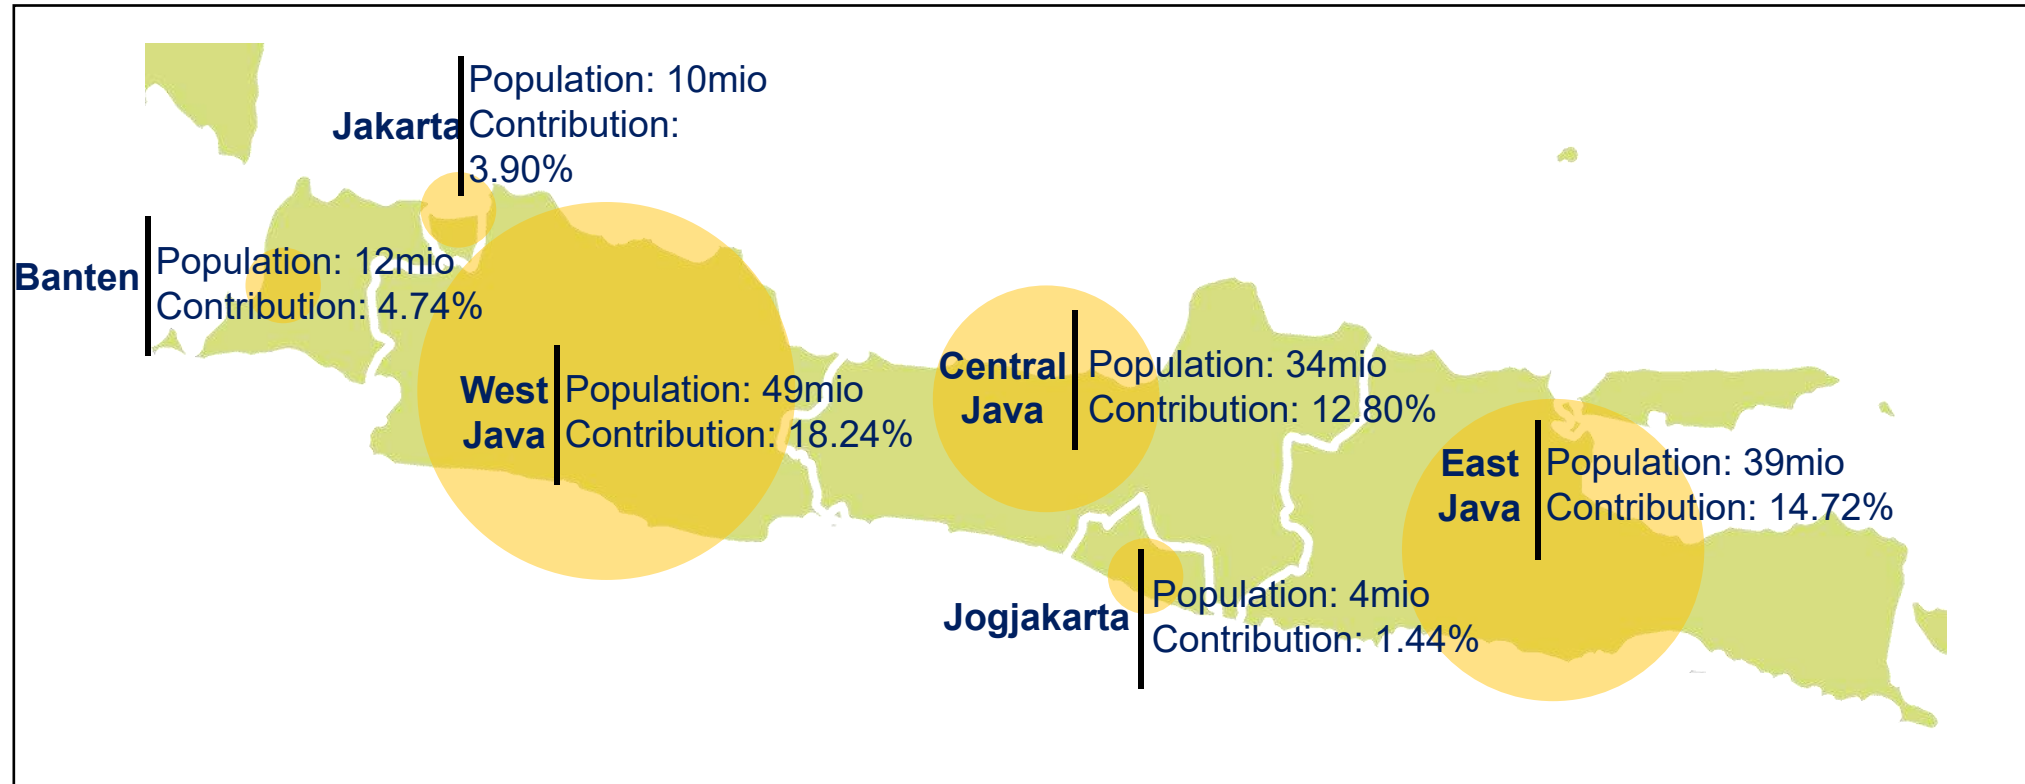 Jakarta
Population: 10mio
Contribution:
3.90%
Banten
Population: 12mio
Contribution: 4.74%
West
Java
Population: 49mio
Contribution: 18.24%
Central
Java
Population: 34mio
Contribution: 12.80%
East
Java
Population: 39mio
Contribution: 14.72%
Jogjakarta
Population: 4mio
Contribution: 1.44%